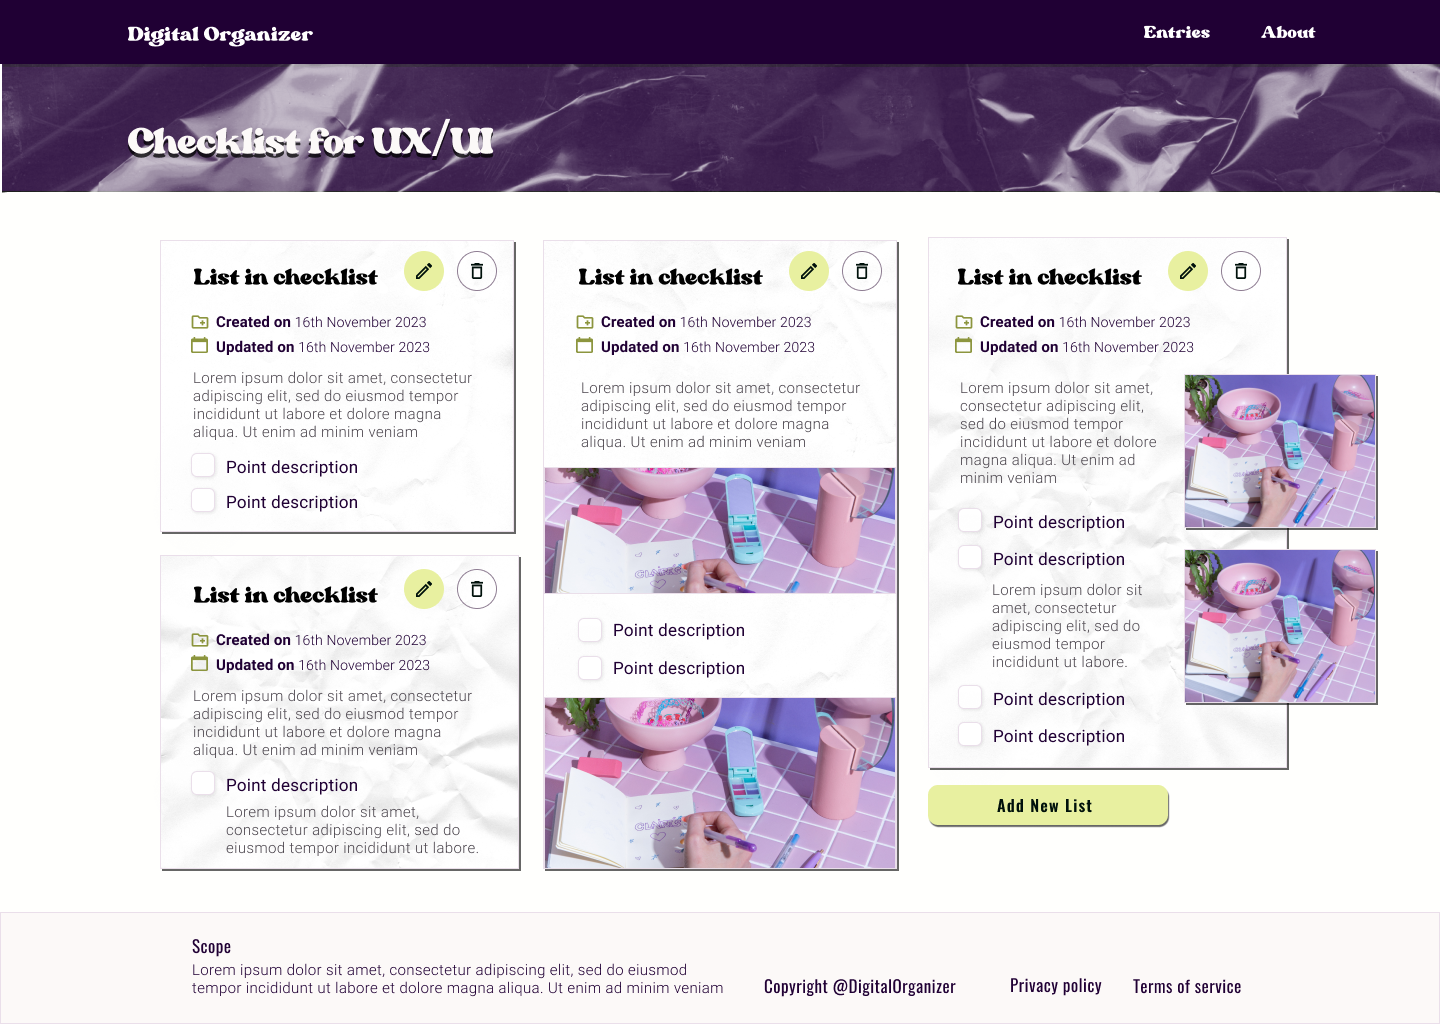 Digital Organizer
Entries
About
Checklist for UX/UI
List in checklist
Created on 16th November 2023
Updated on 16th November 2023
Lorem ipsum dolor sit amet, consectetur
adipiscing elit, sed do eiusmod tempor
incididunt ut labore et dolore magna
aliqua. Ut enim ad minim veniam
Point description
Point description
List in checklist
Created on 16th November 2023
Updated on 16th November 2023
Lorem ipsum dolor sit amet, consectetur
adipiscing elit, sed do eiusmod tempor
incididunt ut labore et dolore magna
aliqua. Ut enim ad minim veniam
Point description
Lorem ipsum dolor sit amet,
consectetur adipiscing elit, sed do
eiusmod tempor incididunt ut labore.
List in checklist
Created on 16th November 2023
Updated on 16th November 2023
Lorem ipsum dolor sit amet, consectetur
adipiscing elit, sed do eiusmod tempor
incididunt ut labore et dolore magna
aliqua. Ut enim ad minim veniam
Point description
Point description
List in checklist
Created on 16th November 2023
Updated on 16th November 2023
Lorem ipsum dolor sit amet,
consectetur adipiscing elit,
sed do eiusmod tempor
incididunt ut labore et dolore
magna aliqua. Ut enim ad
minim veniam
Point description
Point description
Lorem ipsum dolor sit
amet, consectetur
adipiscing elit, sed do
eiusmod tempor
incididunt ut labore.
Point description
Point description
Add New List
Scope
Lorem ipsum dolor sit amet, consectetur adipiscing elit, sed do eiusmod
tempor incididunt ut labore et dolore magna aliqua. Ut enim ad minim veniam
Copyright @DigitalOrganizer
Privacy policy
Terms of service